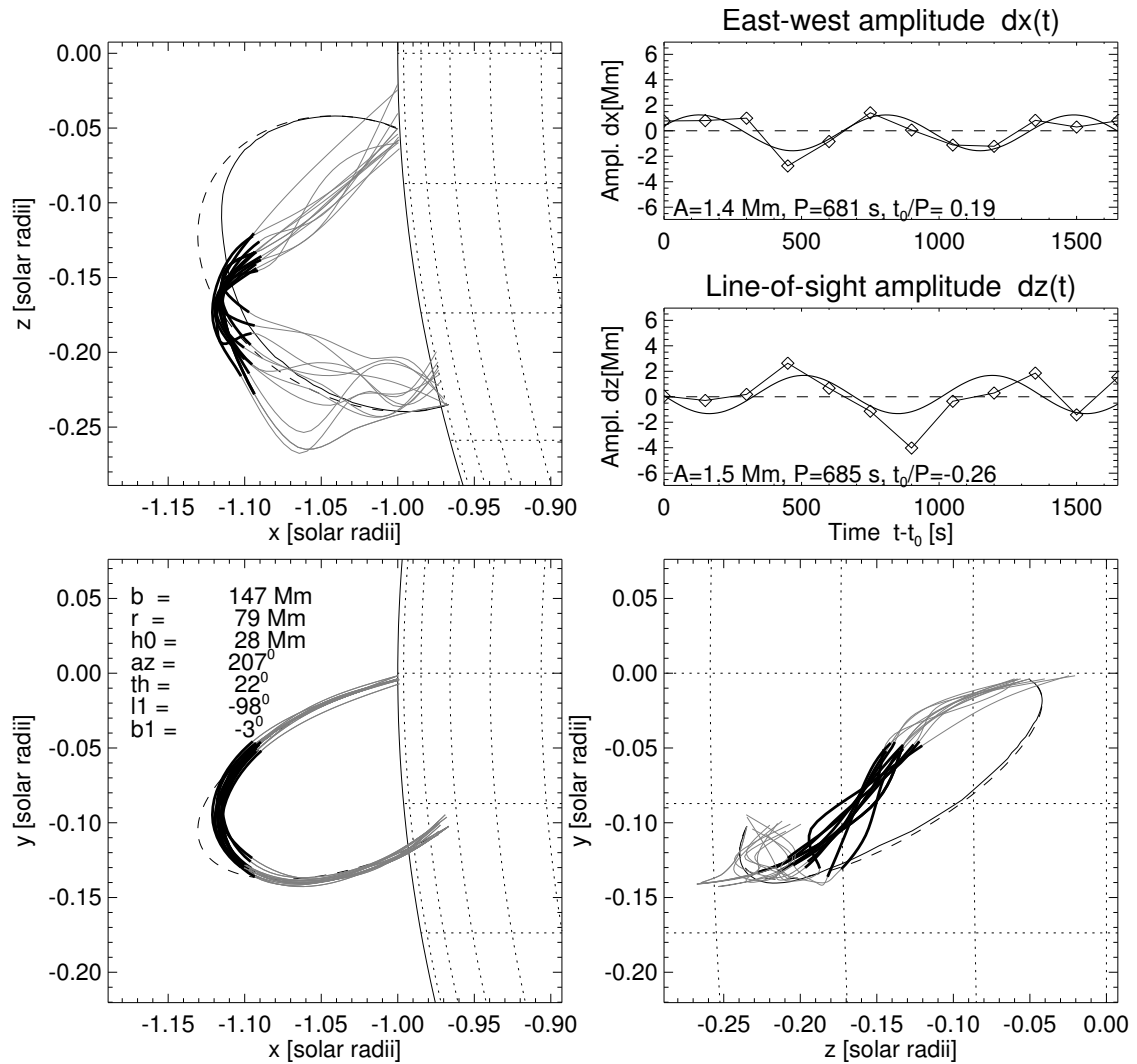 East-west amplitude dx(t)
0.00
-0.05
-0.10
-0.15
-0.20
-0.25
z [solar radii]
-1.15 -1.10 -1.05 -1.00 -0.95 -0.90
x [solar radii]
6
4
2
0
-2
-4
-6
Ampl. dx[Mm]
A=1.4 Mm, P=681 s, t₀/P= 0.19
0 500 1000 1500
Line-of-sight amplitude dz(t)
6
4
2
0
-2
-4
-6
Ampl. dz[Mm]
A=1.5 Mm, P=685 s, t₀/P=-0.26
0 500 1000 1500
Time t-t₀ [s]
0.05
0.00
-0.05
-0.10
-0.15
-0.20
y [solar radii]
b = 147 Mm
r = 79 Mm
h0 = 28 Mm
az = 207⁰
th = 22⁰
l1 = -98⁰
b1 = -3⁰
-1.15 -1.10 -1.05 -1.00 -0.95 -0.90
x [solar radii]
0.05
0.00
-0.05
-0.10
-0.15
-0.20
y [solar radii]
-0.25 -0.20 -0.15 -0.10 -0.05 0.00
z [solar radii]